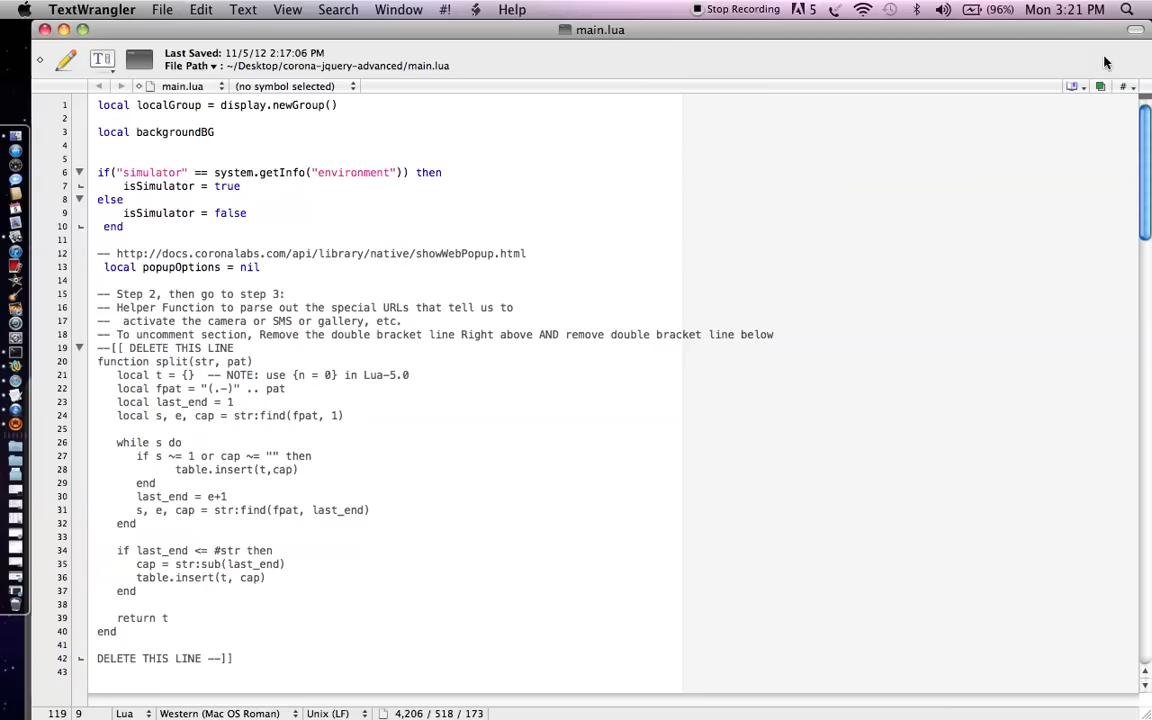 TextWrangler File Edit Text View Search Window #! Help Stop Recording 5 (96%) Mon 3:21 PM
main.lua
Last Saved: 11/5/12 2:17:06 PM
File Path ▾ : ~/Desktop/corona-jquery-advanced/main.lua
main.lua (no symbol selected) #
1 local localGroup = display.newGroup()
2
3 local backgroundBG
4
5
6 if("simulator" == system.getInfo("environment")) then
7 isSimulator = true
8 else
9 isSimulator = false
10 end
11
12 -- http://docs.coronalabs.com/api/library/native/showWebPopup.html
13 local popupOptions = nil
14
15 -- Step 2, then go to step 3:
16 -- Helper Function to parse out the special URLs that tell us to
17 -- activate the camera or SMS or gallery, etc.
18 -- To uncomment section, Remove the double bracket line Right above AND remove double bracket line below
19 --[[ DELETE THIS LINE
20 function split(str, pat)
21 local t = {} -- NOTE: use {n = 0} in Lua-5.0
22 local fpat = "(.-)" .. pat
23 local last_end = 1
24 local s, e, cap = str:find(fpat, 1)
25
26 while s do
27 if s ~= 1 or cap ~= "" then
28 table.insert(t,cap)
29 end
30 last_end = e+1
31 s, e, cap = str:find(fpat, last_end)
32 end
33
34 if last_end <= #str then
35 cap = str:sub(last_end)
36 table.insert(t, cap)
37 end
38
39 return t
40 end
41
42 DELETE THIS LINE --]]
43
119 9 Lua Western (Mac OS Roman) Unix (LF) 4,206 / 518 / 173